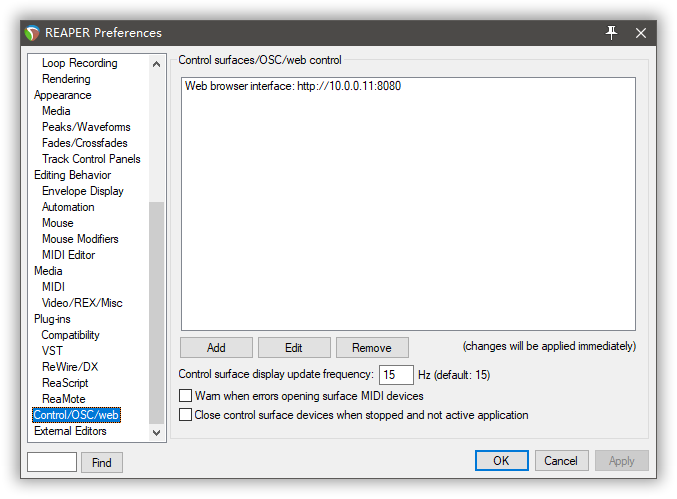 REAPER Preferences
Loop Recording
Rendering
Appearance
Media
Peaks/Waveforms
Fades/Crossfades
Track Control Panels
Editing Behavior
Envelope Display
Automation
Mouse
Mouse Modifiers
MIDI Editor
Media
MIDI
Video/REX/Misc
Plug-ins
Compatibility
VST
ReWire/DX
ReaScript
ReaMote
Control/OSC/web
External Editors
Find
Control surfaces/OSC/web control
Web browser interface: http://10.0.0.11:8080
Add Edit Remove (changes will be applied immediately)
Control surface display update frequency: 15 Hz (default: 15)
Warn when errors opening surface MIDI devices
Close control surface devices when stopped and not active application
OK Cancel Apply